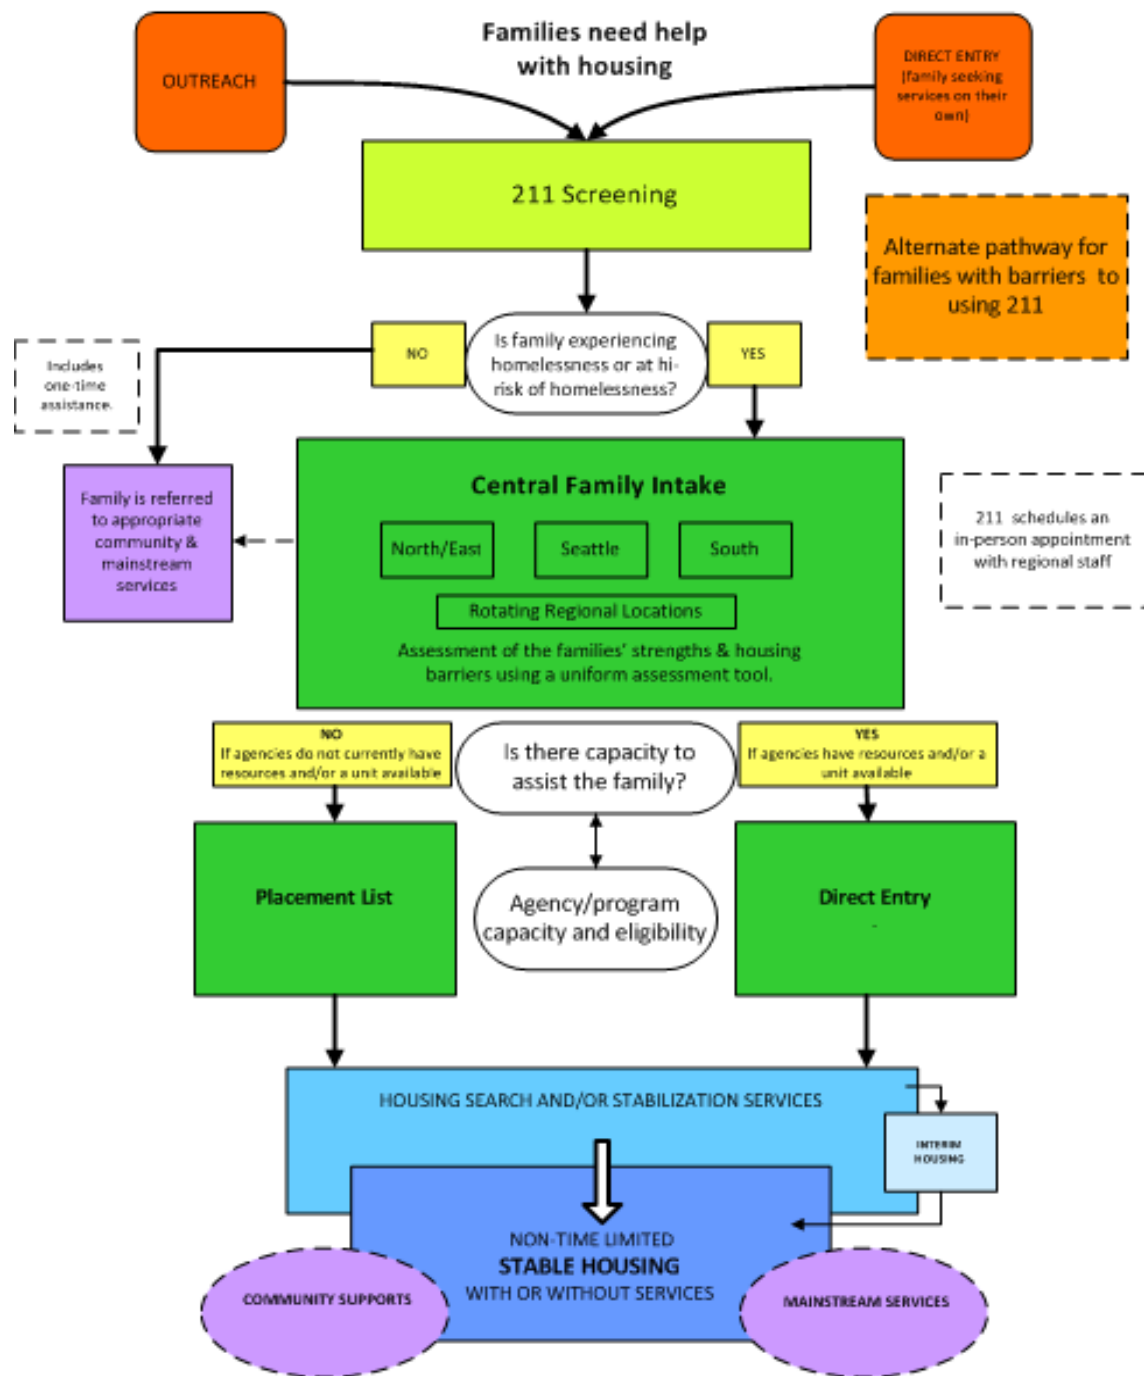 Families need help
with housing
OUTREACH
DIRECT ENTRY
(family seeking
services on their
own)
211 Screening
Alternate pathway for
families with barriers to
using 211
NO
Is family experiencing
homelessness or at hi-
risk of homelessness?
YES
Includes
one-time
assistance.
Family is referred
to appropriate
community &
mainstream
services
Central Family Intake
North/East
Seattle
South
Rotating Regional Locations
Assessment of the families' strengths & housing
barriers using a uniform assessment tool.
211 schedules an
in-person appointment
with regional staff
NO
If agencies do not currently have
resources and/or a unit available
Is there capacity to
assist the family?
YES
If agencies have resources and/or a
unit available
Placement List
Agency/program
capacity and eligibility
Direct Entry
-
HOUSING SEARCH AND/OR STABILIZATION SERVICES
INTERIM
HOUSING
NON-TIME LIMITED
STABLE HOUSING
WITH OR WITHOUT SERVICES
COMMUNITY SUPPORTS
MAINSTREAM SERVICES